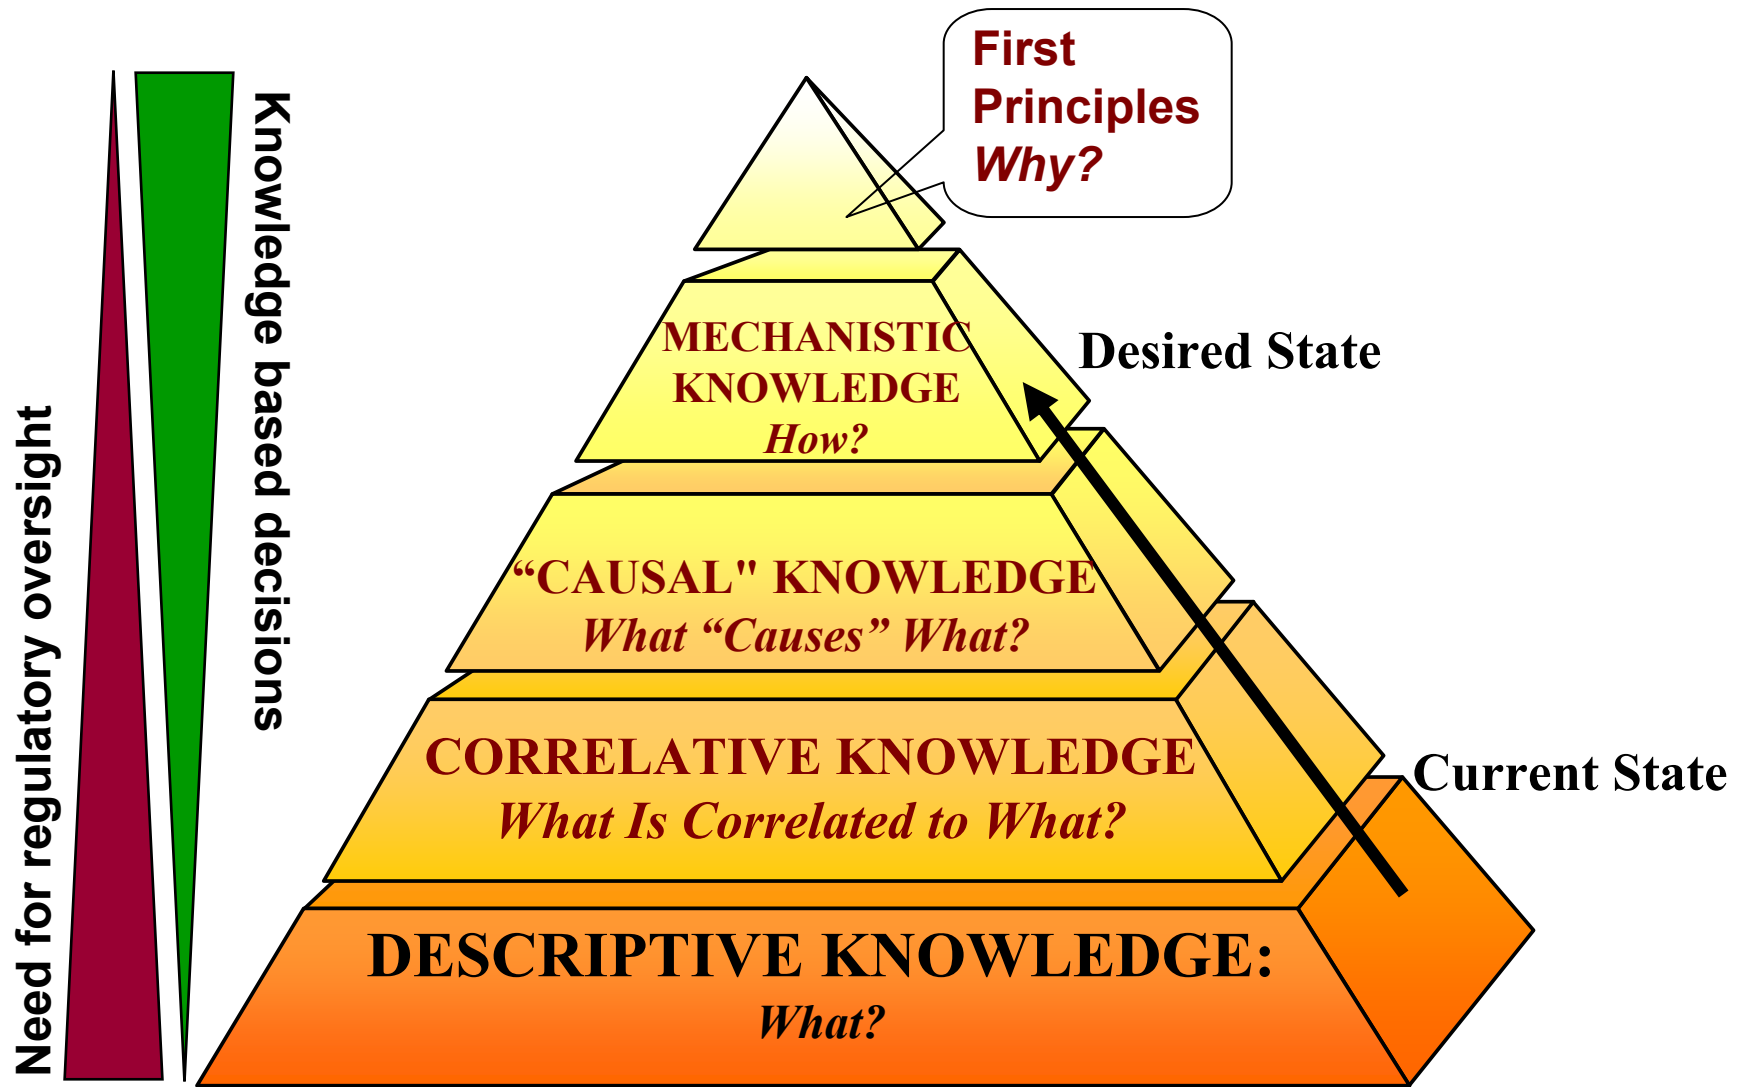 First
Principles
Why?
Knowledge based decisions
Need for regulatory oversight
MECHANISTIC
KNOWLEDGE
How?
Desired State
“CAUSAL" KNOWLEDGE
What “Causes” What?
CORRELATIVE KNOWLEDGE
What Is Correlated to What?
Current State
DESCRIPTIVE KNOWLEDGE:
What?